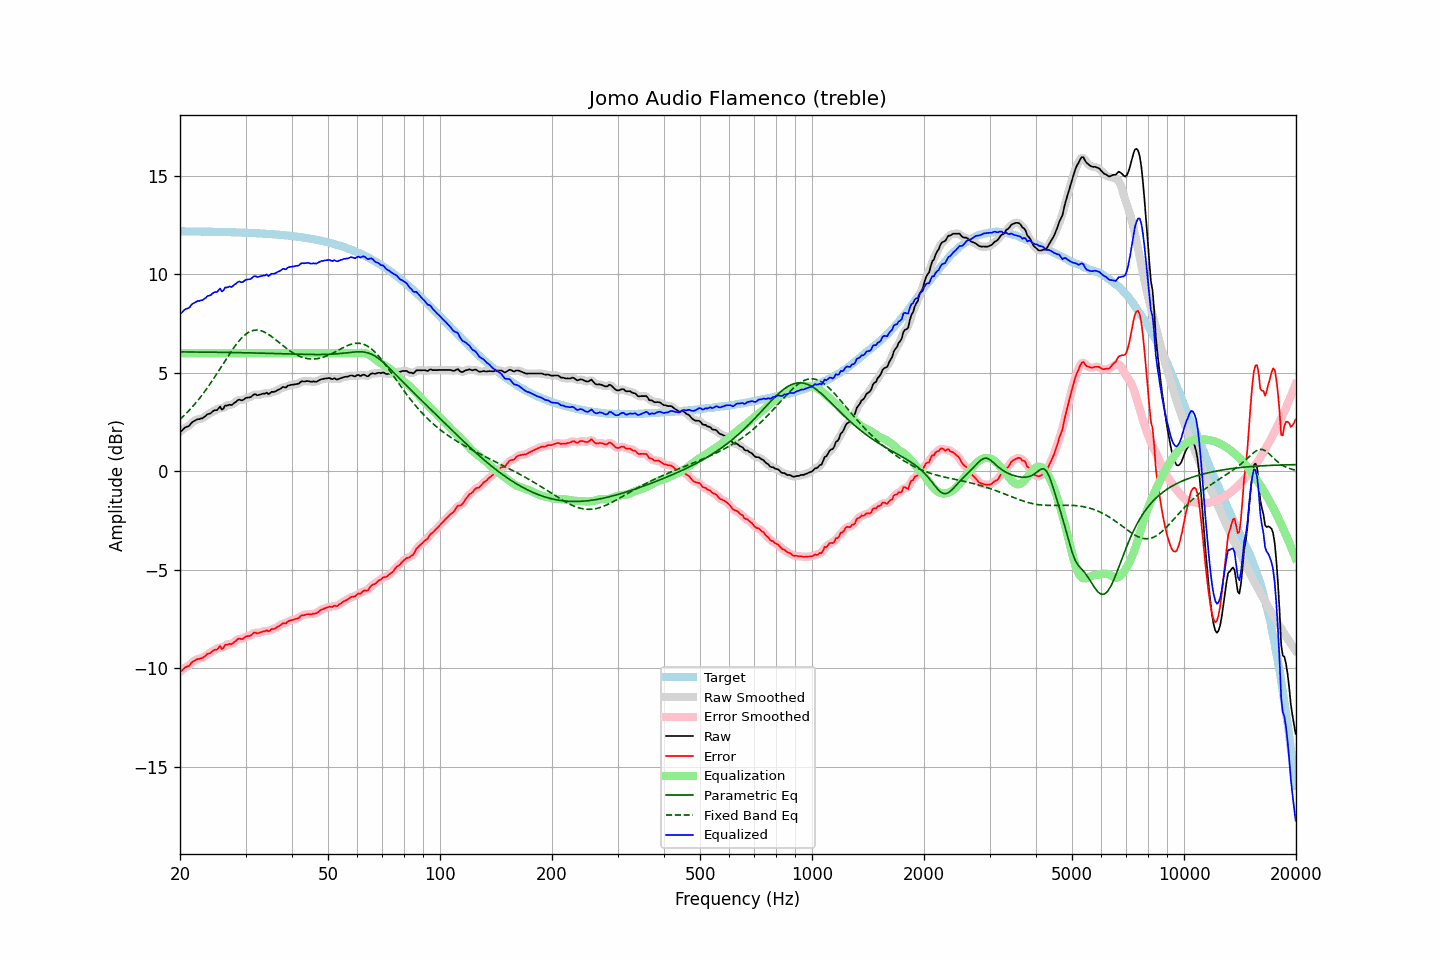 Jomo Audio Flamenco (treble)
15
10
5
0
−5
−10
−15
Amplitude (dBr)
Target
Raw Smoothed
Error Smoothed
Raw
Error
Equalization
Parametric Eq
Fixed Band Eq
Equalized
20 50 100 200 500 1000 2000 5000 10000 20000
Frequency (Hz)